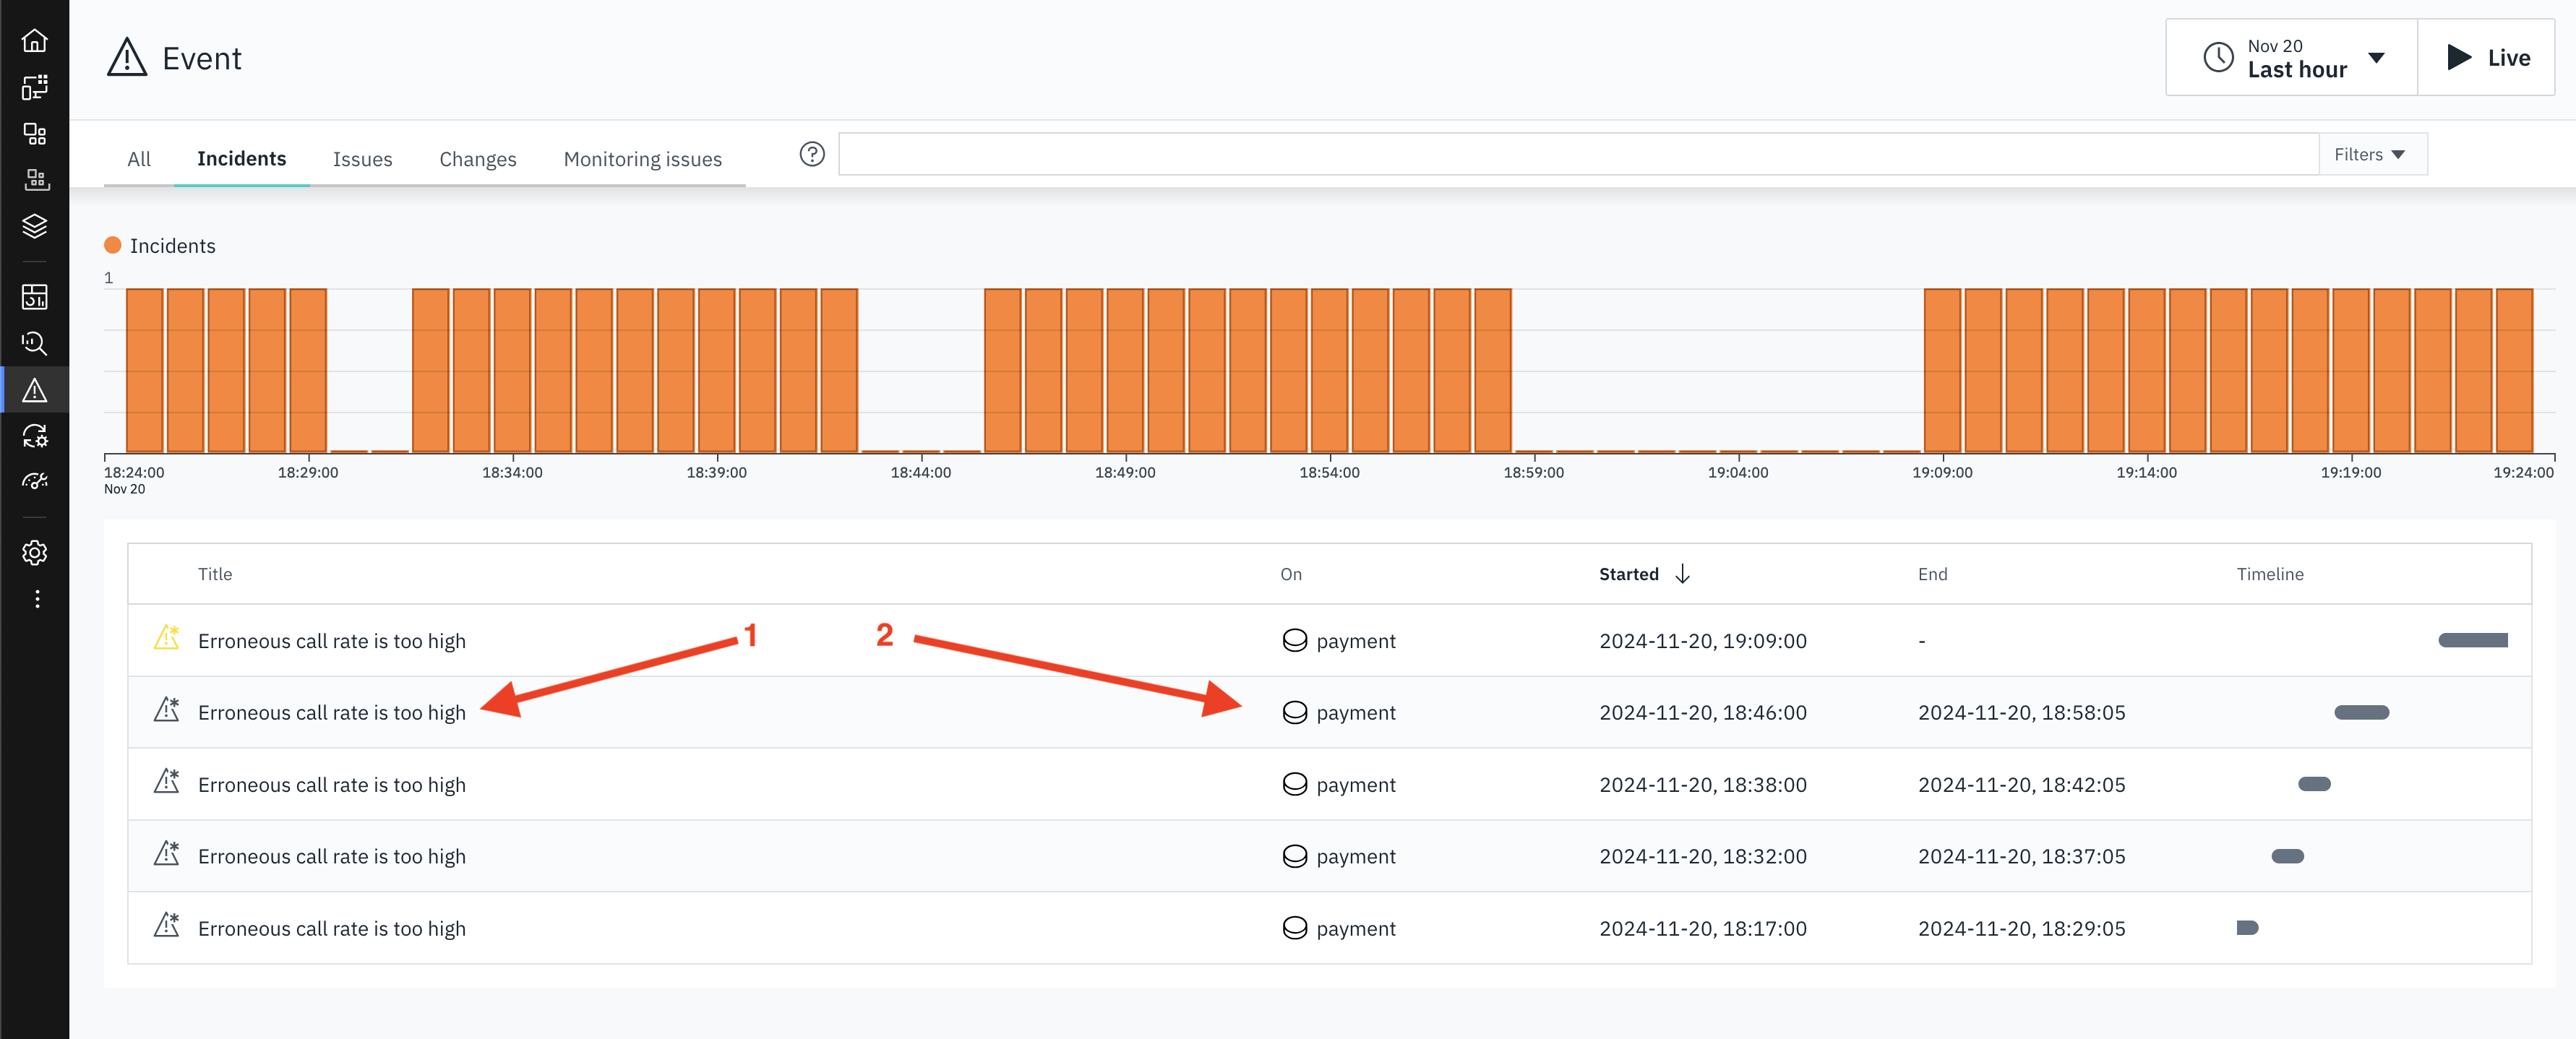 Event
Nov 20
Last hour
Live
All Incidents Issues Changes Monitoring issues
Filters
Incidents
1
18:24:00 18:29:00 18:34:00 18:39:00 18:44:00 18:49:00 18:54:00 18:59:00 19:04:00 19:09:00 19:14:00 19:19:00 19:24:00
Nov 20
Title On Started End Timeline
Erroneous call rate is too high 1 2 payment 2024-11-20, 19:09:00 -
Erroneous call rate is too high payment 2024-11-20, 18:46:00 2024-11-20, 18:58:05
Erroneous call rate is too high payment 2024-11-20, 18:38:00 2024-11-20, 18:42:05
Erroneous call rate is too high payment 2024-11-20, 18:32:00 2024-11-20, 18:37:05
Erroneous call rate is too high payment 2024-11-20, 18:17:00 2024-11-20, 18:29:05